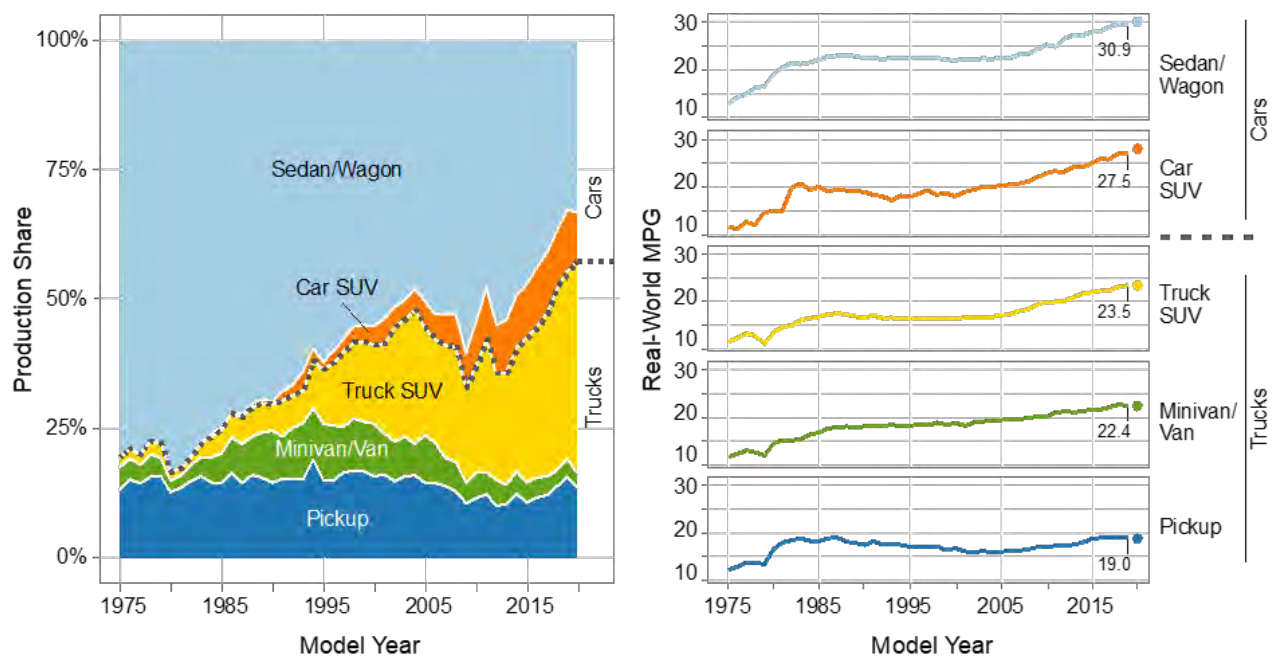 Production Share
100%
75%
50%
25%
0%
Sedan/Wagon
Car SUV
Truck SUV
Minivan/Van
Pickup
Cars
Trucks
1975
1985
1995
2005
2015
Model Year
Real-World MPG
30
20
10
30.9
Sedan/
Wagon
30
20
10
27.5
Car
SUV
Cars
30
20
10
23.5
Truck
SUV
30
20
10
22.4
Minivan/
Van
Trucks
30
20
10
19.0
Pickup
1975
1985
1995
2005
2015
Model Year